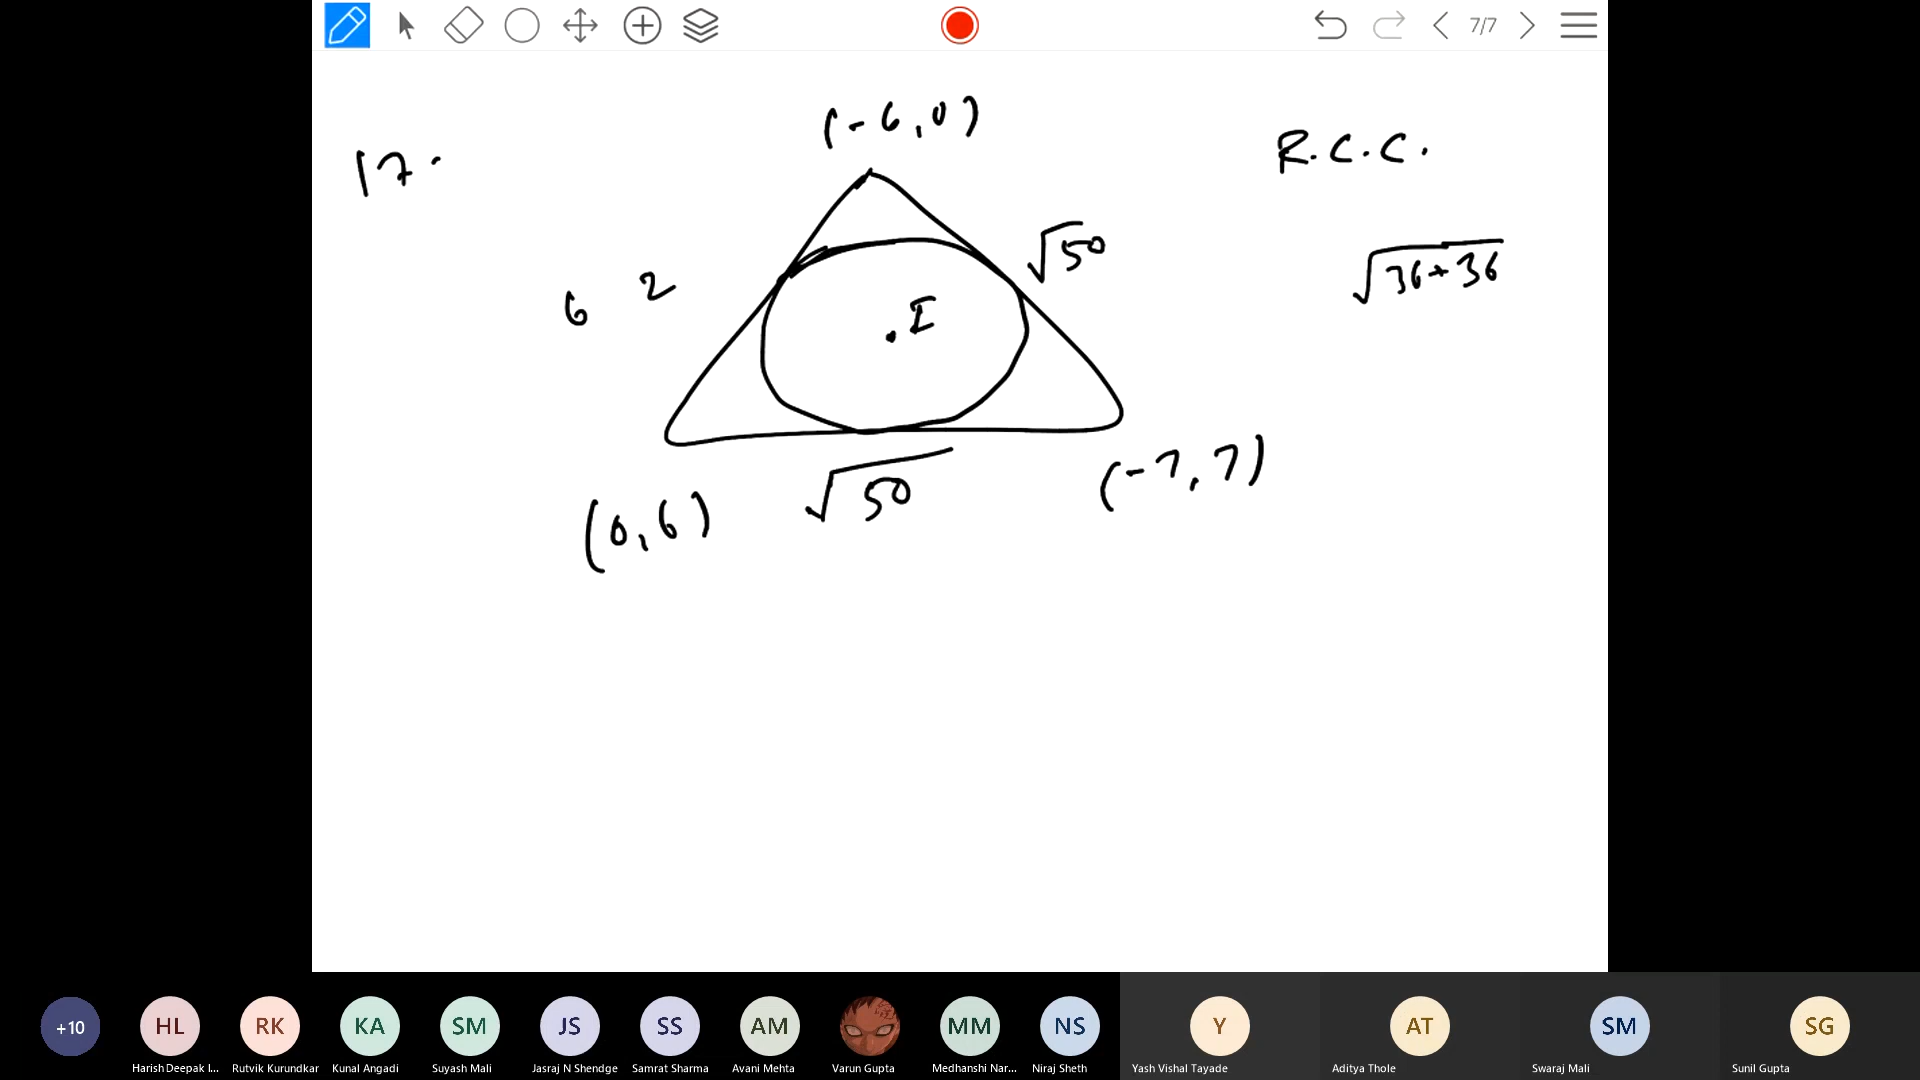 7/7
(-6,0)
17.
R.C.C.
√50
√36+36
6 2
.I
(-7,7)
√50
(0,6)
+10
HL
RK
KA
SM
JS
SS
AM
MM
NS
Y
AT
SM
SG
Harish Deepak I...
Rutvik Kurundkar
Kunal Angadi
Suyash Mali
Jasraj N Shendge
Samrat Sharma
Avani Mehta
Varun Gupta
Medhanshi Nar...
Niraj Sheth
Yash Vishal Tayade
Aditya Thole
Swaraj Mali
Sunil Gupta